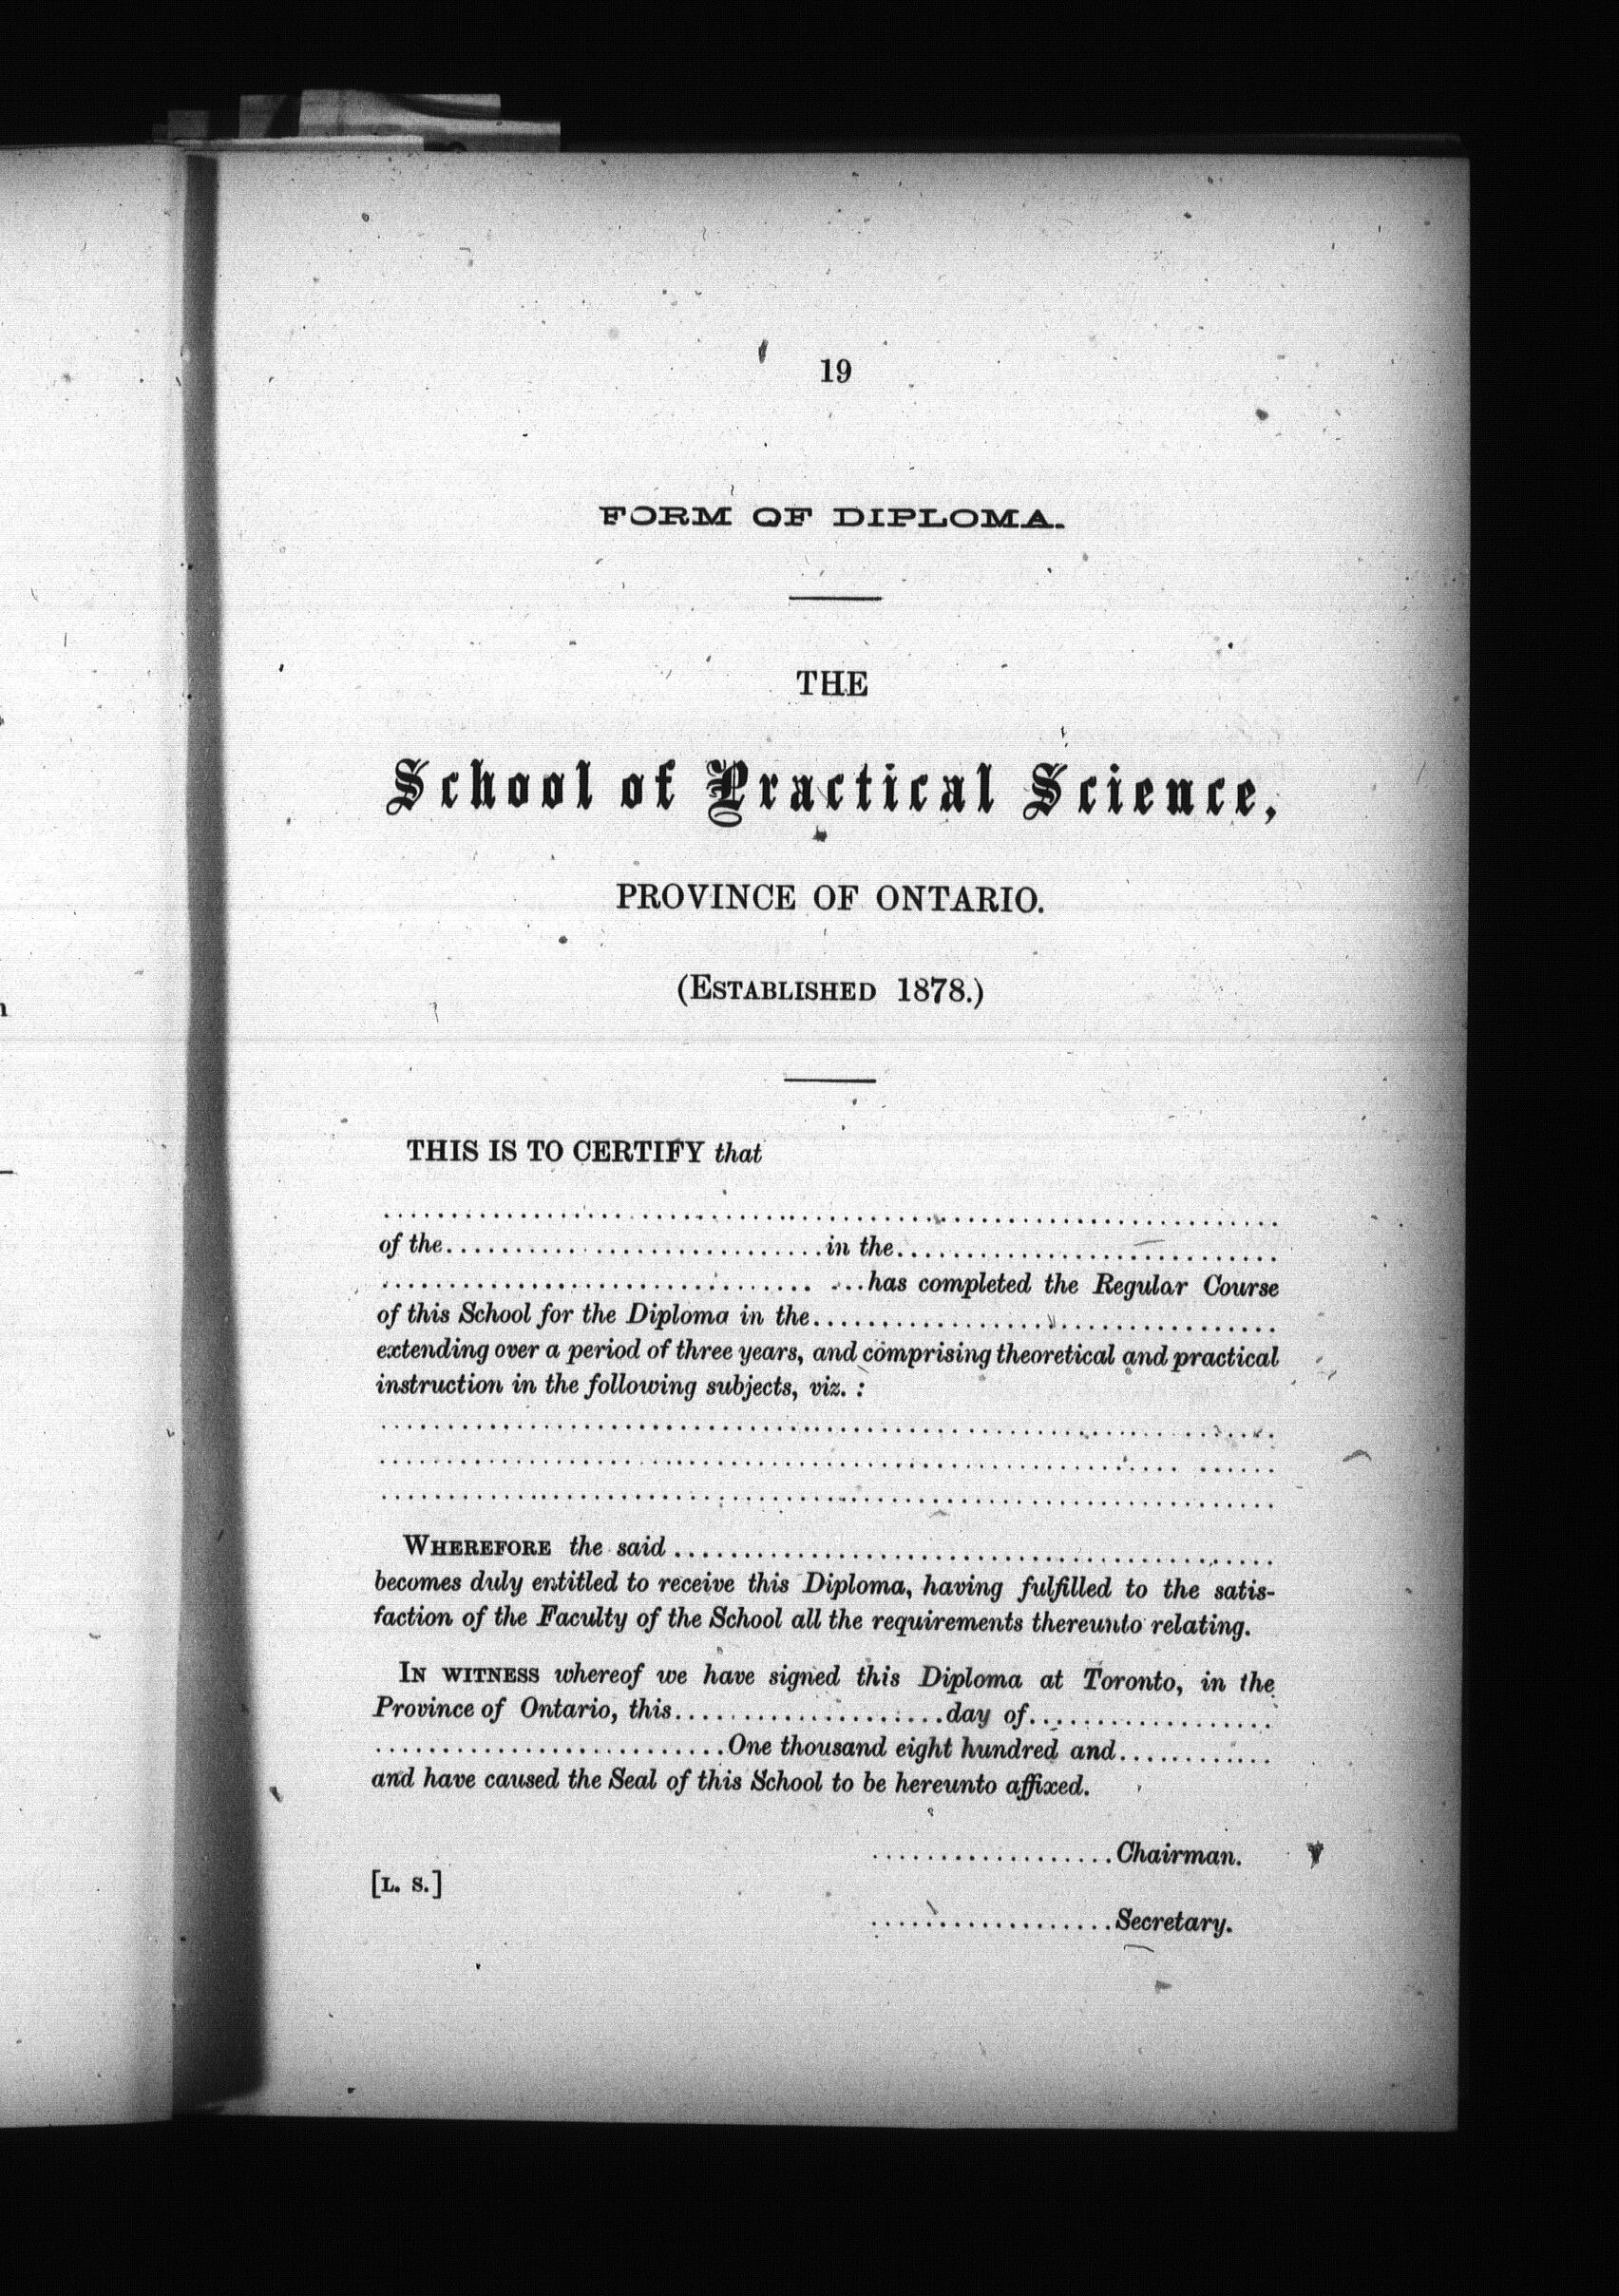 19
FORM OF DIPLOMA.
THE
School of Practical Science,
PROVINCE OF ONTARIO.
(ESTABLISHED 1878.)
THIS IS TO CERTIFY that
..................................................................
of the............................in the............................
...................................has completed the Regular Course
of this School for the Diploma in the..................................
extending over a period of three years, and comprising theoretical and practical
instruction in the following subjects, viz. :
..................................................................
..................................................................
..................................................................
WHEREFORE the said ............................................
becomes duly entitled to receive this Diploma, having fulfilled to the satis-
faction of the Faculty of the School all the requirements thereunto relating.
IN WITNESS whereof we have signed this Diploma at Toronto, in the
Province of Ontario, this....................day of..................
..........................One thousand eight hundred and............
and have caused the Seal of this School to be hereunto affixed.
..................Chairman.
[L. S.]
..................Secretary.